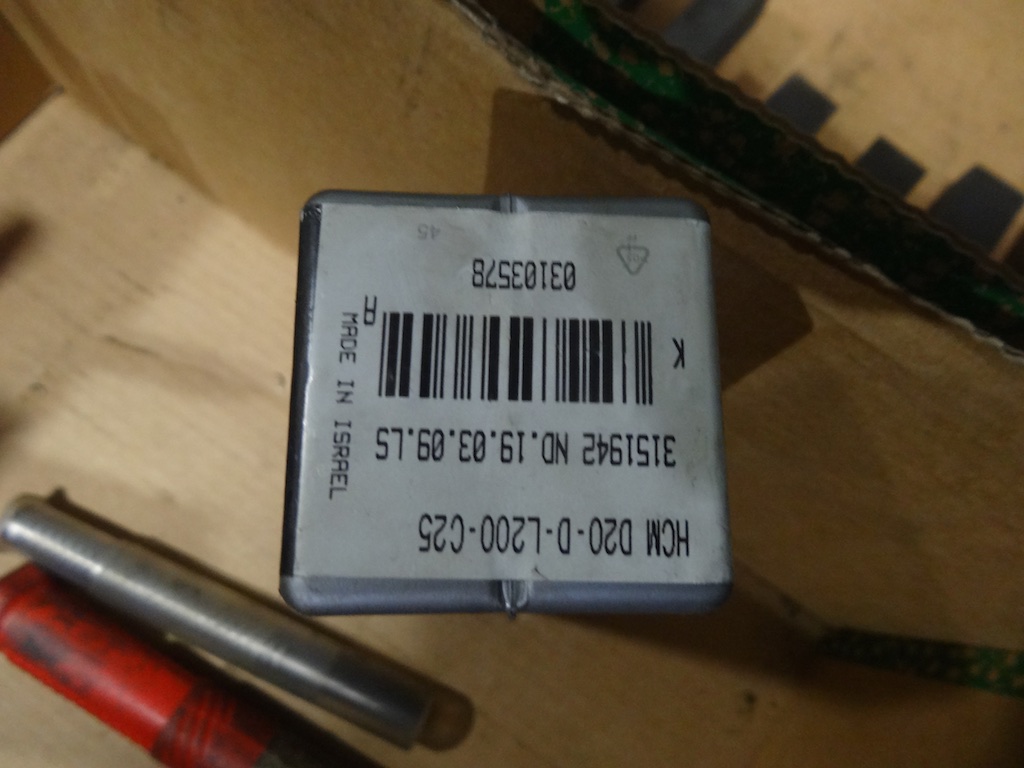 HCM D20-D-L200-C25
3151942 ND.19.03.09.LS
K
A
03103578
45
MADE IN ISRAEL